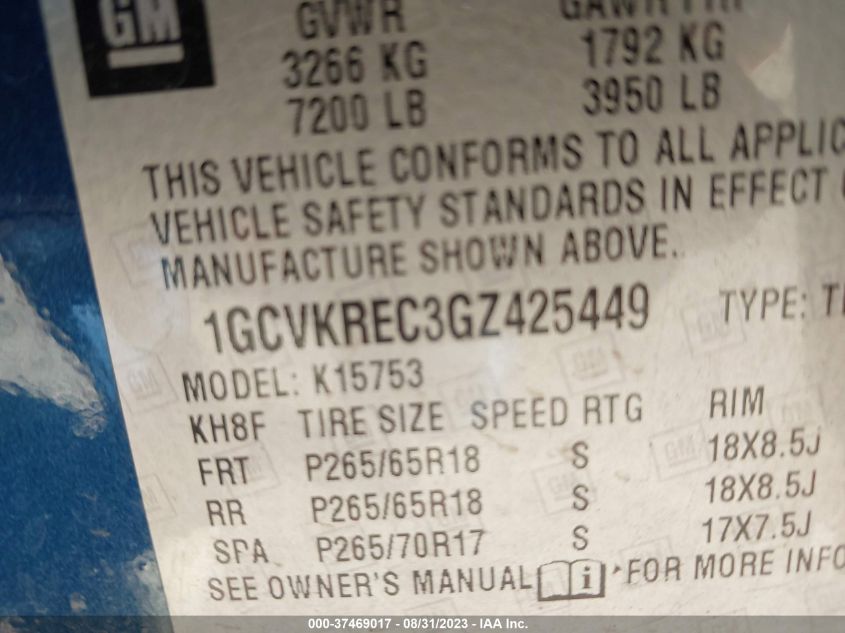 GM
GVWR GAWR FRT
3266 KG 1792 KG
7200 LB 3950 LB
THIS VEHICLE CONFORMS TO ALL APPLIC
VEHICLE SAFETY STANDARDS IN EFFECT
MANUFACTURE SHOWN ABOVE.
1GCVKREC3GZ425449 TYPE: T
MODEL: K15753
KH8F TIRE SIZE SPEED RTG RIM
FRT P265/65R18 S 18X8.5J
RR P265/65R18 S 18X8.5J
SPA P265/70R17 S 17X7.5J
SEE OWNER'S MANUAL i FOR MORE INFO
000-37469017 - 08/31/2023 - IAA Inc.